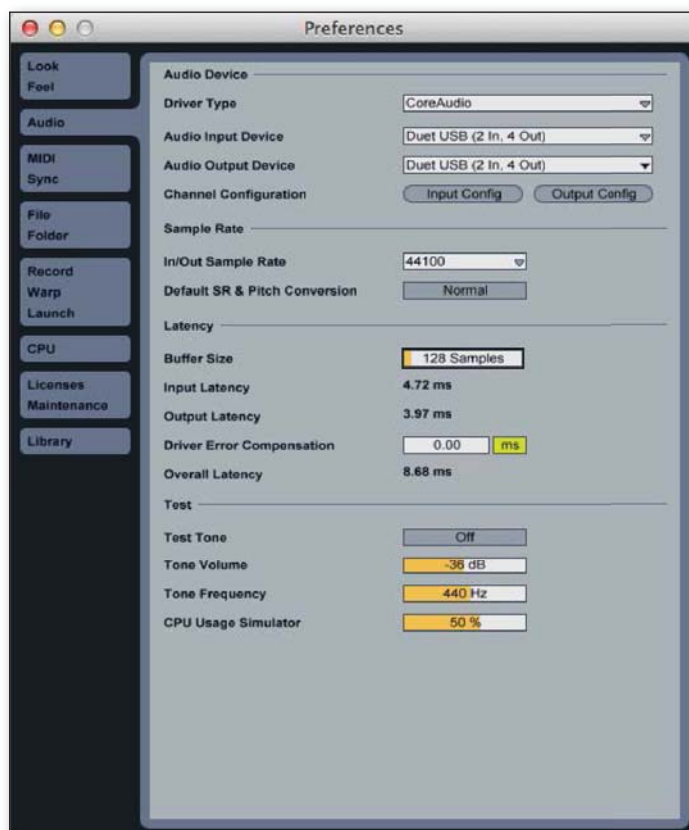 Preferences
Look
Feel
Audio
MIDI
Sync
File
Folder
Record
Warp
Launch
CPU
Licenses
Maintenance
Library
Audio Device
Driver Type CoreAudio
Audio Input Device Duet USB (2 In, 4 Out)
Audio Output Device Duet USB (2 In, 4 Out)
Channel Configuration Input Config Output Config
Sample Rate
In/Out Sample Rate 44100
Default SR & Pitch Conversion Normal
Latency
Buffer Size 128 Samples
Input Latency 4.72 ms
Output Latency 3.97 ms
Driver Error Compensation 0.00 ms
Overall Latency 8.68 ms
Test
Test Tone Off
Tone Volume -36 dB
Tone Frequency 440 Hz
CPU Usage Simulator 50 %